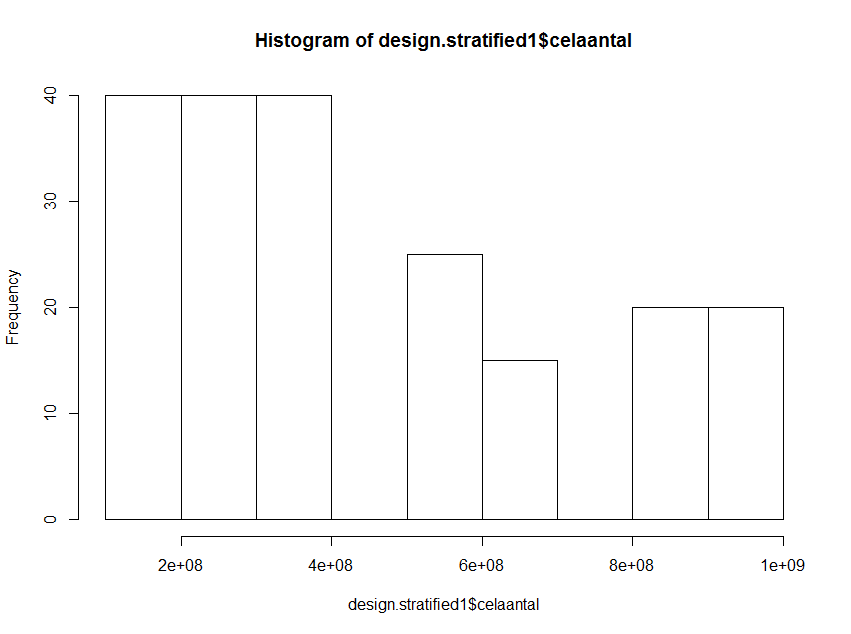 Histogram of design.stratified1$celaantal
Frequency
40
30
20
10
0
2e+08 4e+08 6e+08 8e+08 1e+09
design.stratified1$celaantal